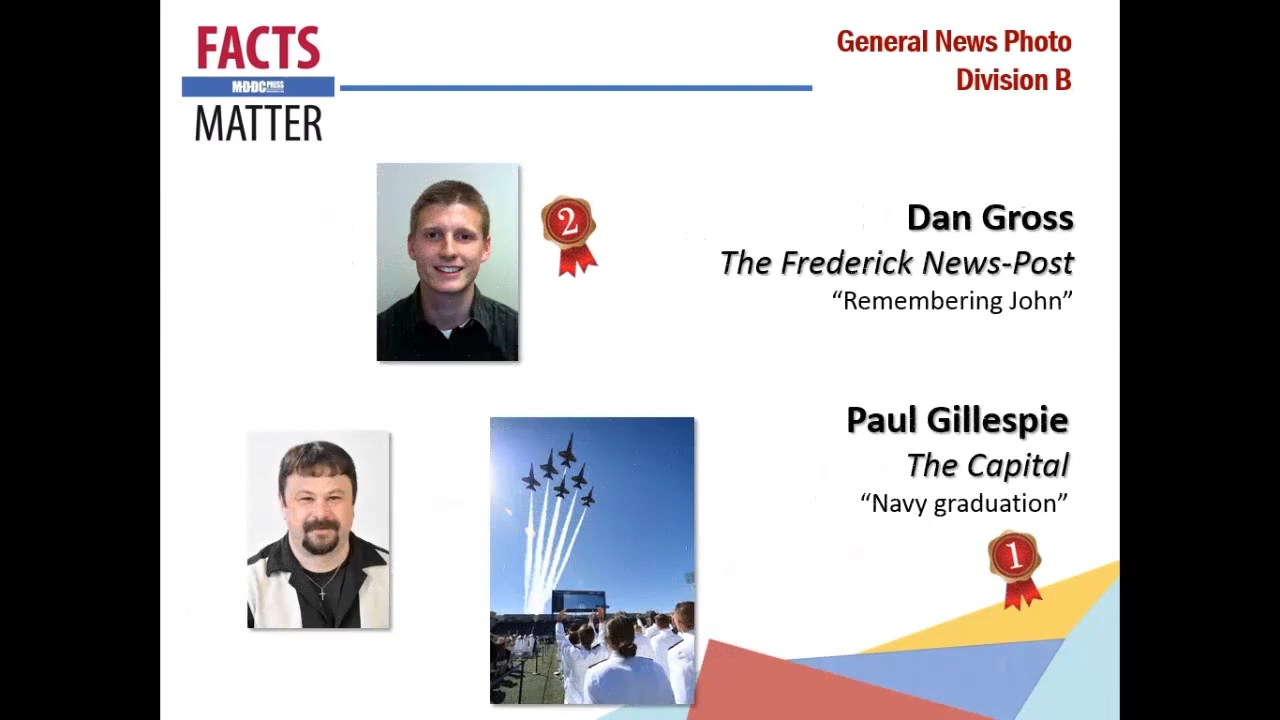 FACTS
MDDC PRESS
MATTER
General News Photo
Division B
2
Dan Gross
The Frederick News-Post
“Remembering John”
Paul Gillespie
The Capital
“Navy graduation”
1